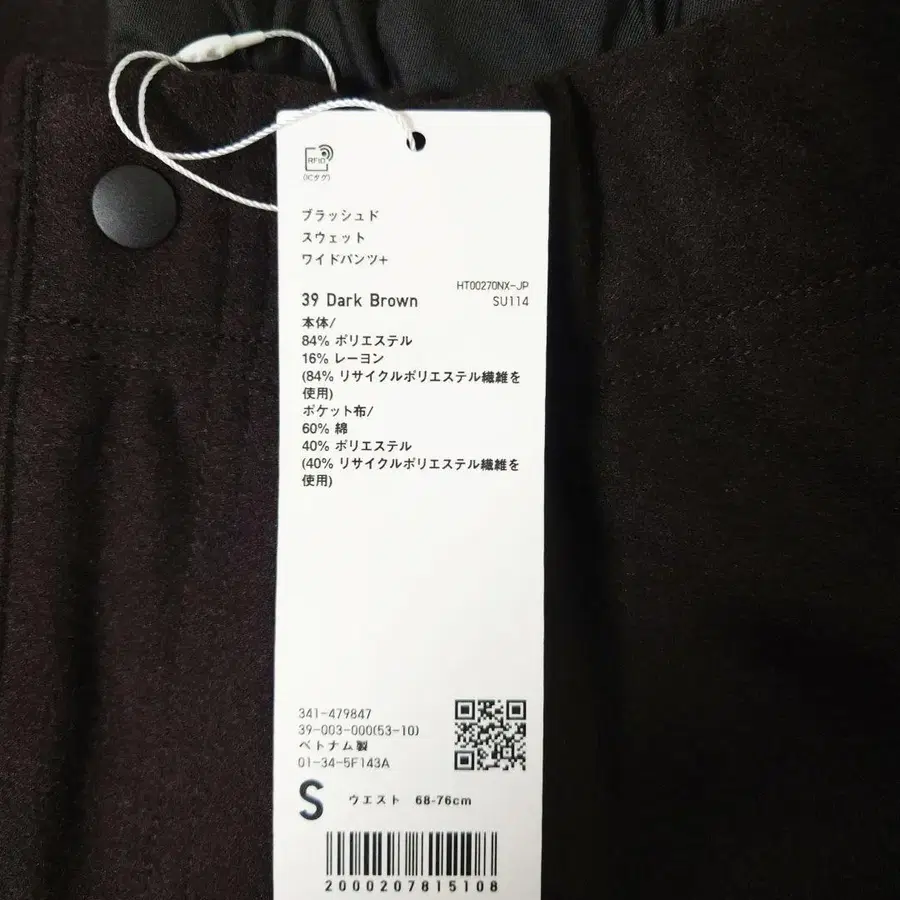 RFID
(ICタグ)
ブラッシュド
スウェット
ワイドパンツ+
HT00270NX-JP
39 Dark Brown
SU114
本体/
84% ポリエステル
16% レーヨン
(84% リサイクルポリエステル繊維を
使用)
ポケット布/
60% 綿
40% ポリエステル
(40% リサイクルポリエステル繊維を
使用)
341-479847
39-003-000(53-10)
ベトナム製
01-34-5F143A
S ウエスト 68-76cm
2000207815108